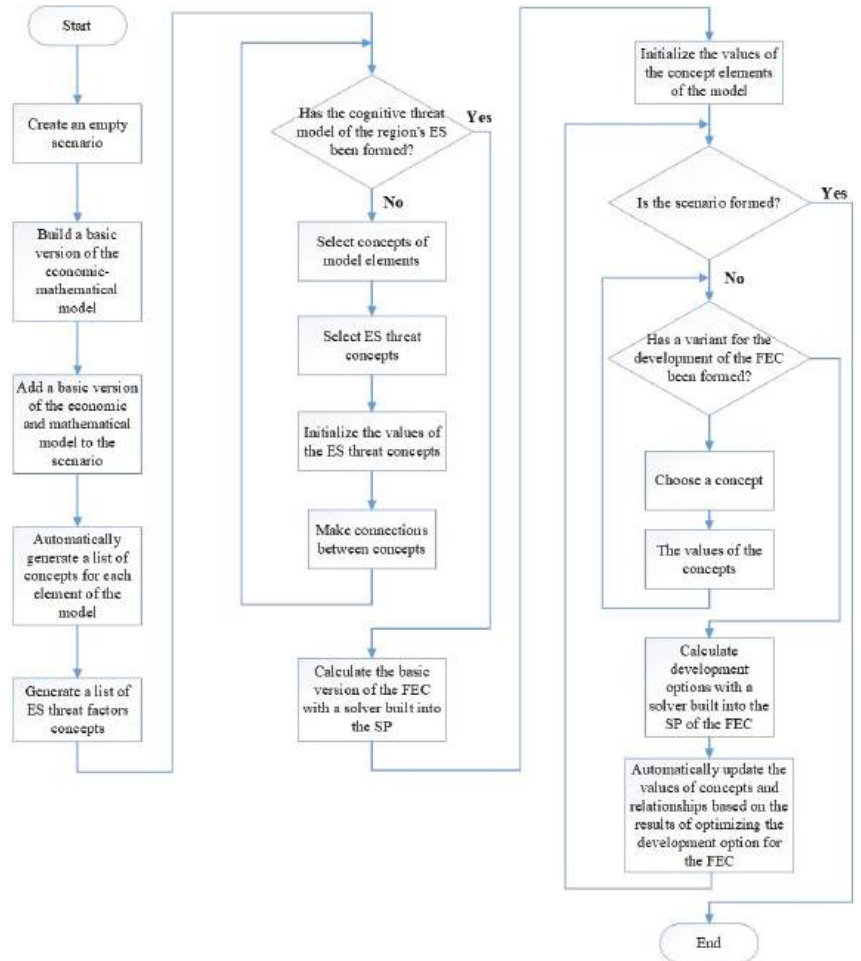 Start
Create an empty
scenario
Build a basic
version of the
economic-
mathematical
model
Add a basic version
of the economic
and mathematical
model to the
scenario
Automatically
generate a list of
concepts for each
element of the
model
Generate a list of
ES threat factors
concepts
Has the cognitive threat
model of the region's ES
been formed?
Yes
No
Select concepts of
model elements
Select ES threat
concepts
Initialize the values of
the ES threat concepts
Make connections
between concepts
Calculate the basic
version of the FEC
with a solver built into
the SP
Initialize the values of
the concept elements
of the model
Is the scenario formed?
Yes
No
Has a variant for the
development of the FEC
been formed?
Choose a concept
The values of the
concepts
Calculate
development
options with a
solver built into the
SP of the FEC
Automatically update the
values of concepts and
relationships based on the
results of optimizing the
development option for
the FEC
End